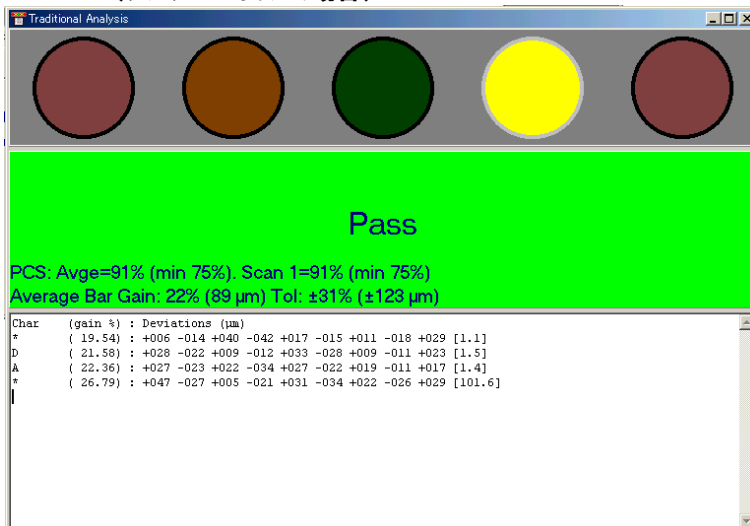 Traditional Analysis
Pass
PCS: Avge=91% (min 75%). Scan 1=91% (min 75%)
Average Bar Gain: 22% (89 µm) Tol: ±31% (±123 µm)
Char (gain %) : Deviations (µm)
* ( 19.54) : +006 -014 +040 -042 +017 -015 +011 -018 +029 [1.1]
D ( 21.58) : +028 -022 +009 -012 +033 -028 +009 -011 +023 [1.5]
A ( 22.36) : +027 -023 +022 -034 +027 -022 +019 -011 +017 [1.4]
* ( 26.79) : +047 -027 +005 -021 +031 -034 +022 -026 +029 [101.6]